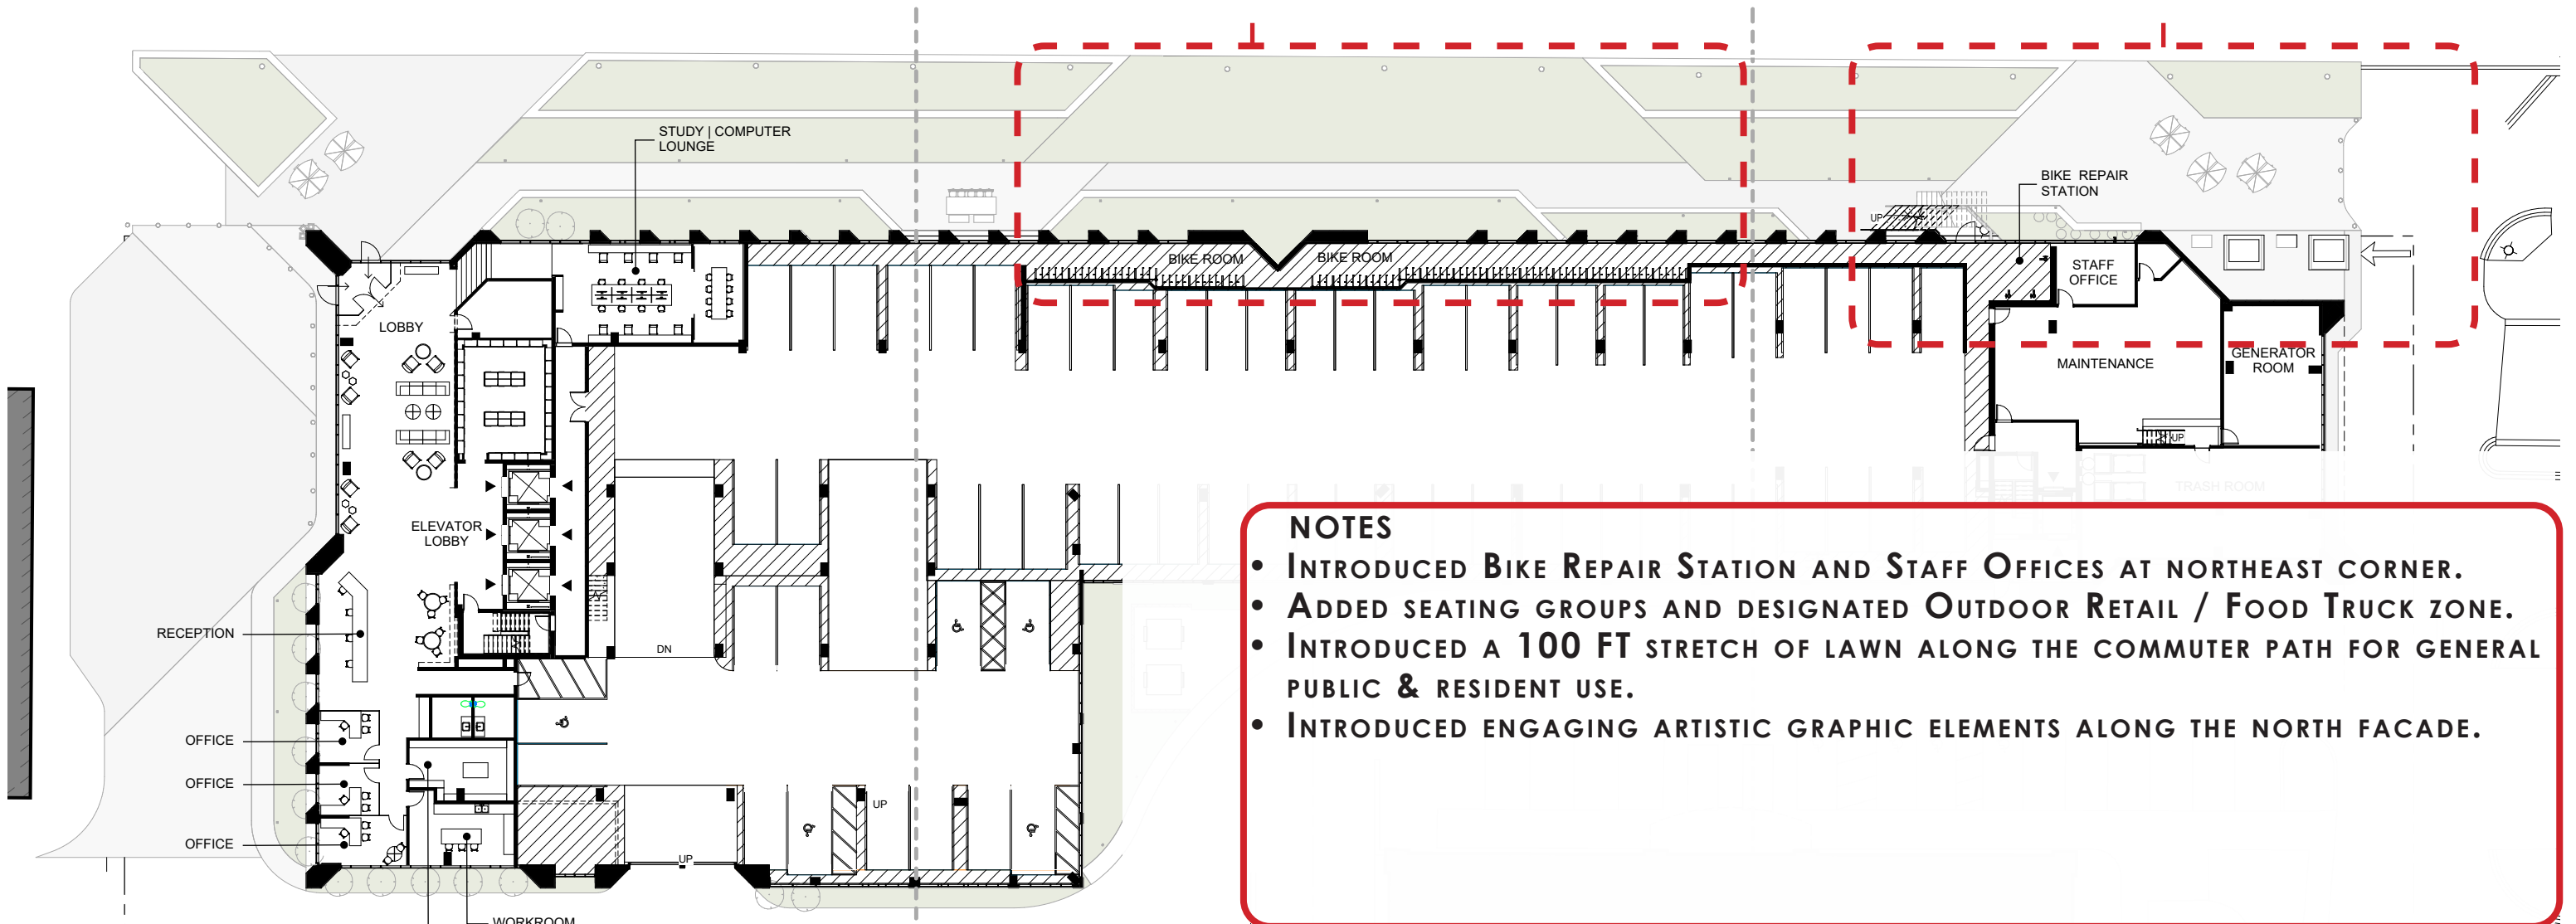 STUDY | COMPUTER
LOUNGE
BIKE REPAIR
STATION
UP
BIKE ROOM
BIKE ROOM
STAFF
OFFICE
LOBBY
MAINTENANCE
GENERATOR
ROOM
UP
TRASH ROOM
ELEVATOR
LOBBY
RECEPTION
DN
OFFICE
OFFICE
OFFICE
UP
UP
WORKROOM
NOTES
• INTRODUCED BIKE REPAIR STATION AND STAFF OFFICES AT NORTHEAST CORNER.
• ADDED SEATING GROUPS AND DESIGNATED OUTDOOR RETAIL / FOOD TRUCK ZONE.
• INTRODUCED A 100 FT STRETCH OF LAWN ALONG THE COMMUTER PATH FOR GENERAL
PUBLIC & RESIDENT USE.
• INTRODUCED ENGAGING ARTISTIC GRAPHIC ELEMENTS ALONG THE NORTH FACADE.